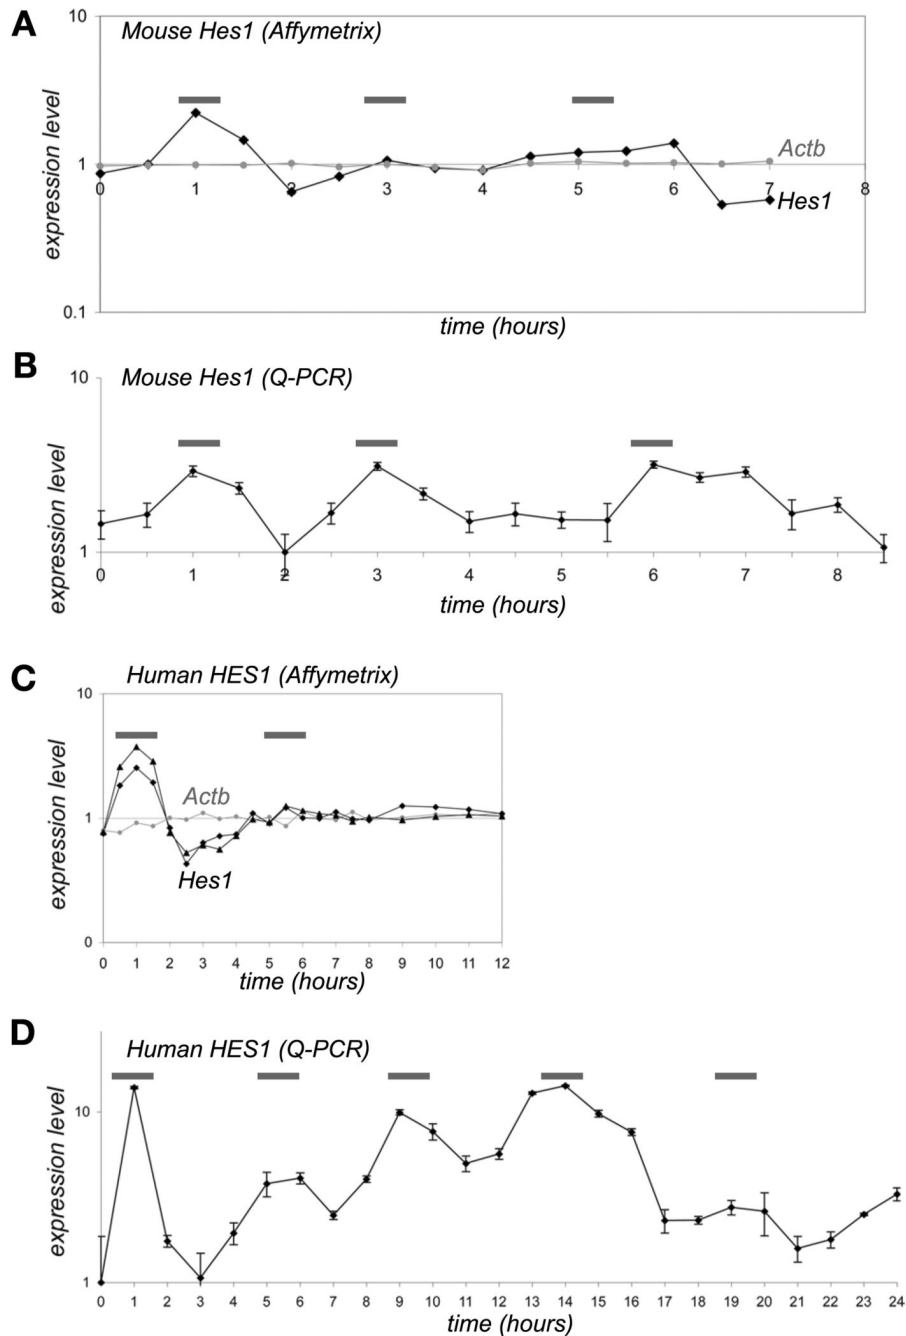 A
Mouse Hes1 (Affymetrix)
10
expression level
1
Actb
0 1 2 3 4 5 6 7 8
Hes1
0.1
time (hours)
B
Mouse Hes1 (Q-PCR)
10
expression level
1
0 1 2 3 4 5 6 7 8
time (hours)
C
Human HES1 (Affymetrix)
10
expression level
Actb
1
Hes1
0
0 1 2 3 4 5 6 7 8 9 10 11 12
time (hours)
D
Human HES1 (Q-PCR)
10
expression level
1
0 1 2 3 4 5 6 7 8 9 10 11 12 13 14 15 16 17 18 19 20 21 22 23 24
time (hours)